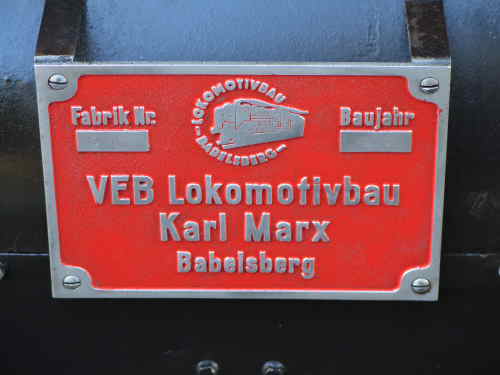 LOKOMOTIVBAU
BABELSBERG
Fabrik Nr.
Baujahr
VEB Lokomotivbau
Karl Marx
Babelsberg